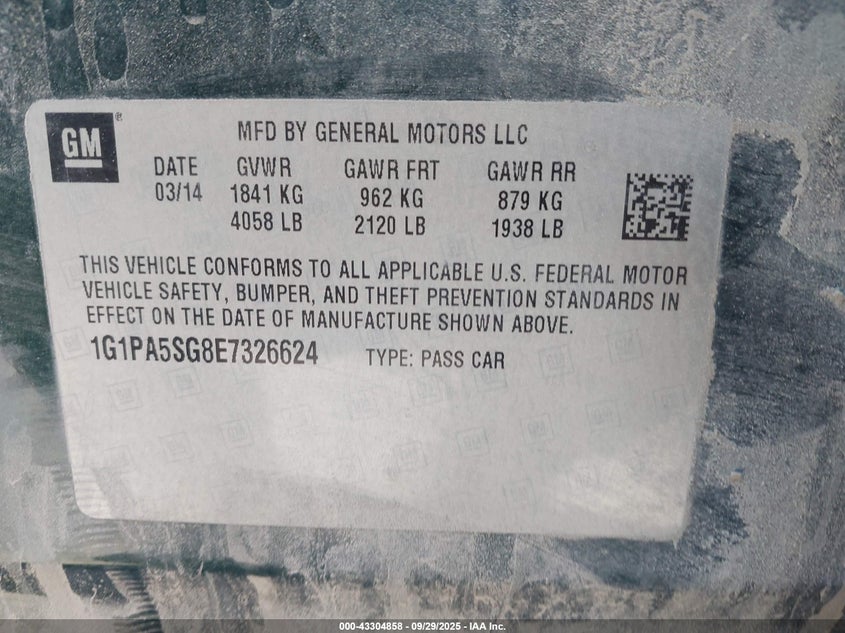 GM ®
MFD BY GENERAL MOTORS LLC
DATE GVWR GAWR FRT GAWR RR
03/14 1841 KG 962 KG 879 KG
4058 LB 2120 LB 1938 LB
THIS VEHICLE CONFORMS TO ALL APPLICABLE U.S. FEDERAL MOTOR
VEHICLE SAFETY, BUMPER, AND THEFT PREVENTION STANDARDS IN
EFFECT ON THE DATE OF MANUFACTURE SHOWN ABOVE.
1G1PA5SG8E7326624 TYPE: PASS CAR
000-43304858 - 09/29/2025 - IAA Inc.